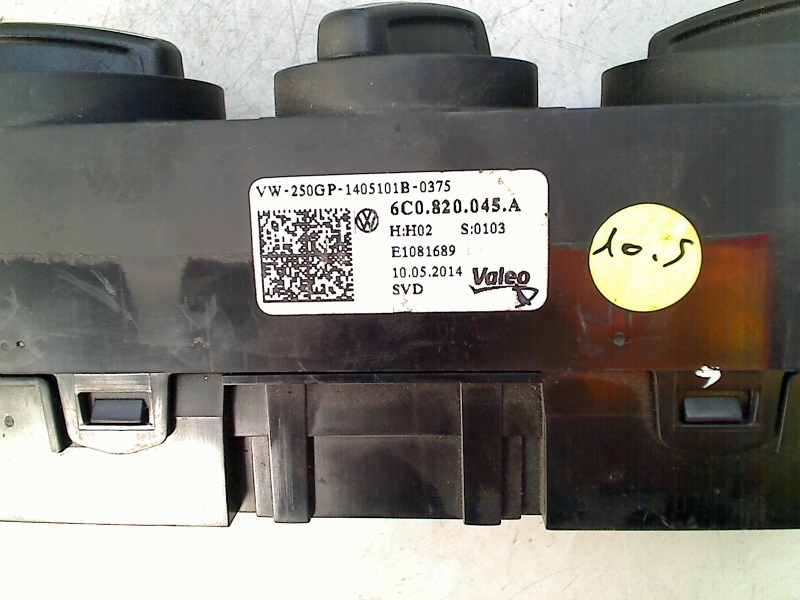 VW-250GP-1405101B-0375
6C0.820.045.A
H:H02 S:0103
E1081689
10.05.2014
SVD
Valeo
10.5